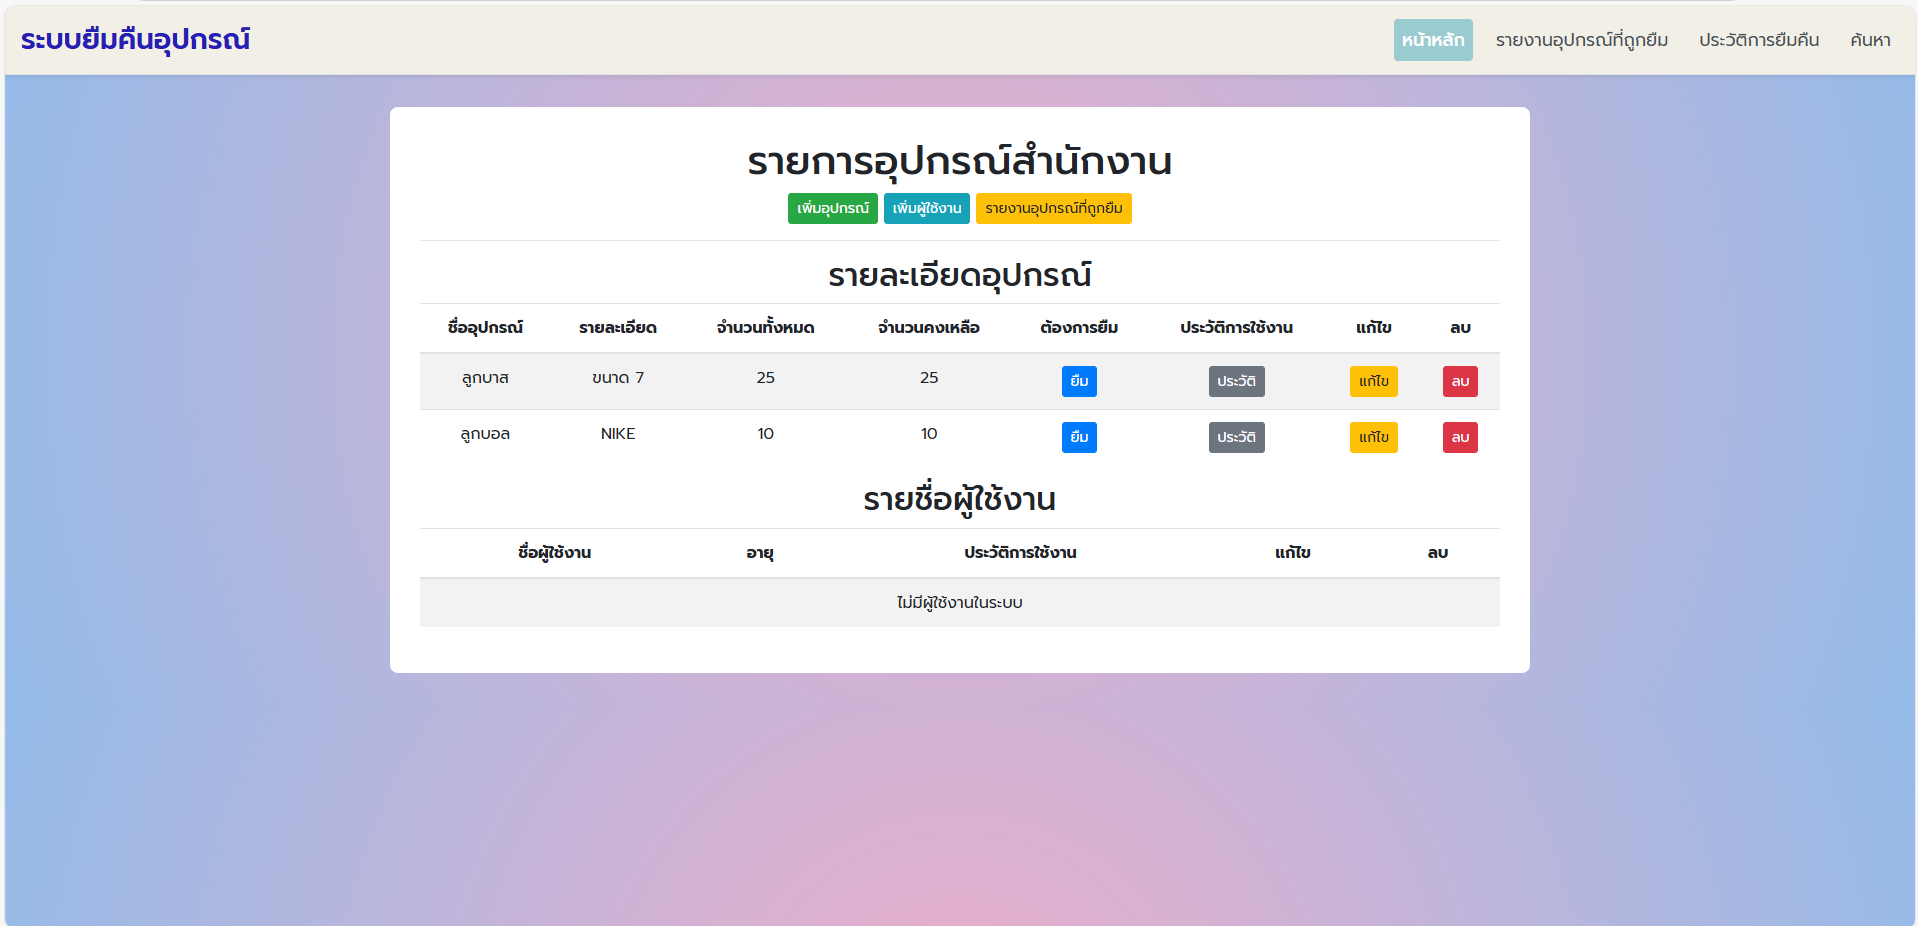 ระบบยืมคืนอุปกรณ์
หน้าหลัก รายงานอุปกรณ์ที่ถูกยืม ประวัติการยืมคืน ค้นหา
รายการอุปกรณ์สำนักงาน
เพิ่มอุปกรณ์ เพิ่มผู้ใช้งาน รายงานอุปกรณ์ที่ถูกยืม
รายละเอียดอุปกรณ์
ชื่ออุปกรณ์ รายละเอียด จำนวนทั้งหมด จำนวนคงเหลือ ต้องการยืม ประวัติการใช้งาน แก้ไข ลบ
ลูกบาส ขนาด 7 25 25 ยืม ประวัติ แก้ไข ลบ
ลูกบอล NIKE 10 10 ยืม ประวัติ แก้ไข ลบ
รายชื่อผู้ใช้งาน
ชื่อผู้ใช้งาน อายุ ประวัติการใช้งาน แก้ไข ลบ
ไม่มีผู้ใช้งานในระบบ